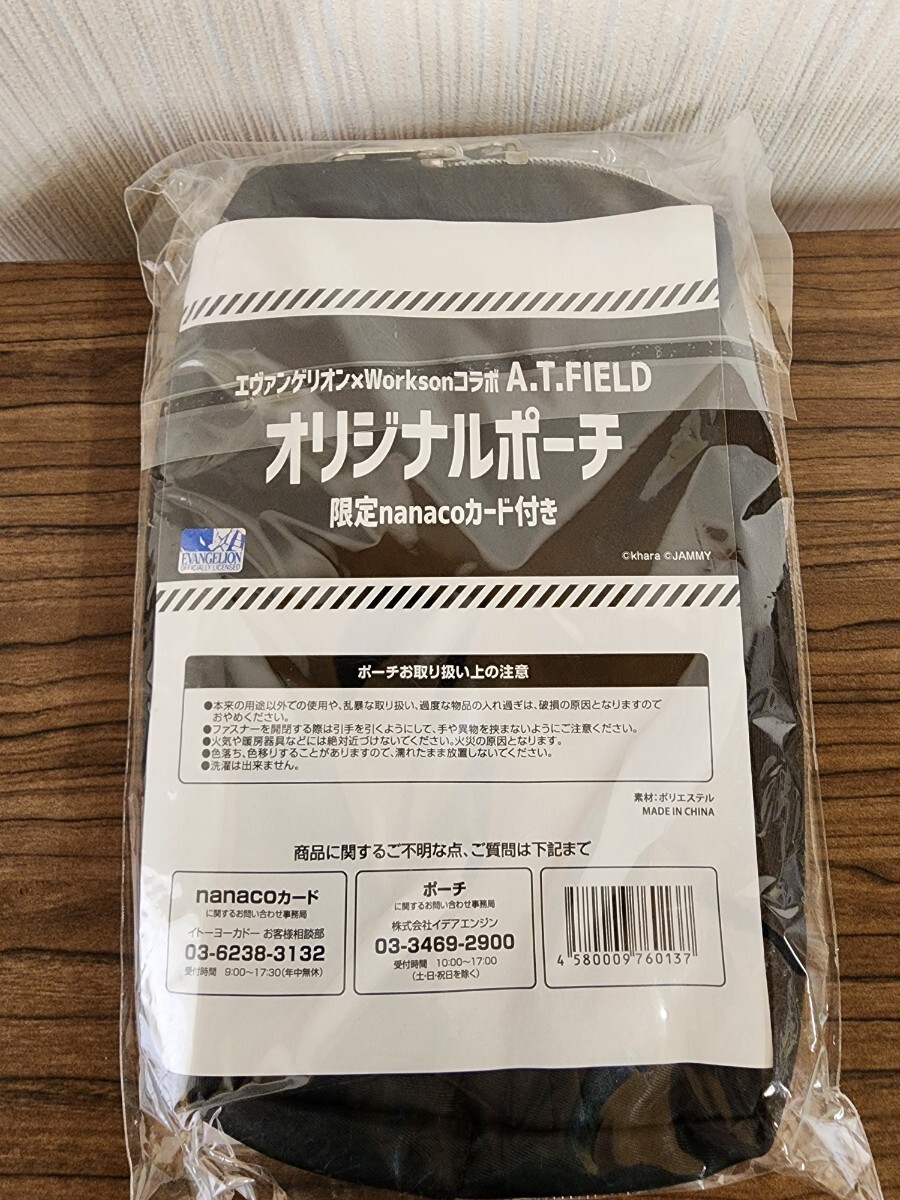 エヴァンゲリオン×Worksonコラボ A.T.FIELD
オリジナルポーチ
限定nanacoカード付き
EVANGELION
OFFICIALLY LICENSED
©khara ©JAMMY
ポーチお取り扱い上の注意
●本来の用途以外での使用や、乱暴な取り扱い、過度な物品の入れ過ぎは、破損の原因となりますので
おやめください。
●ファスナーを開閉する際は引手を引くようにして、手や異物を挟まないようにご注意ください。
●火気や暖房器具などには絶対近づけないでください。火災の原因となります。
●色落ち、色移りすることがありますので、濡れたまま放置しないでください。
●洗濯は出来ません。
素材:ポリエステル
MADE IN CHINA
商品に関するご不明な点、ご質問は下記まで
nanacoカード
に関するお問い合わせ事務局
イトーヨーカドー お客様相談部
03-6238-3132
受付時間 9:00~17:30(年中無休)
ポーチ
に関するお問い合わせ事務局
株式会社イデアエンジン
03-3469-2900
受付時間 10:00~17:00
(土・日・祝日を除く)
4 580009 760137